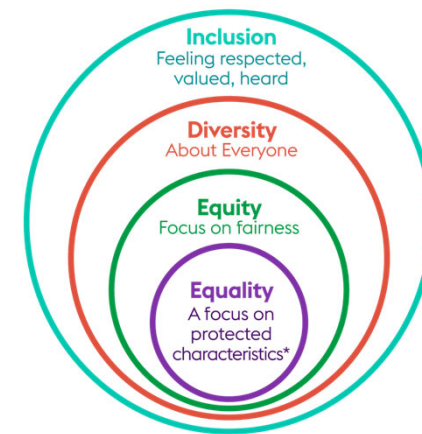 Inclusion
Feeling respected,
valued, heard
Diversity
About Everyone
Equity
Focus on fairness
Equality
A focus on
protected
characteristics*